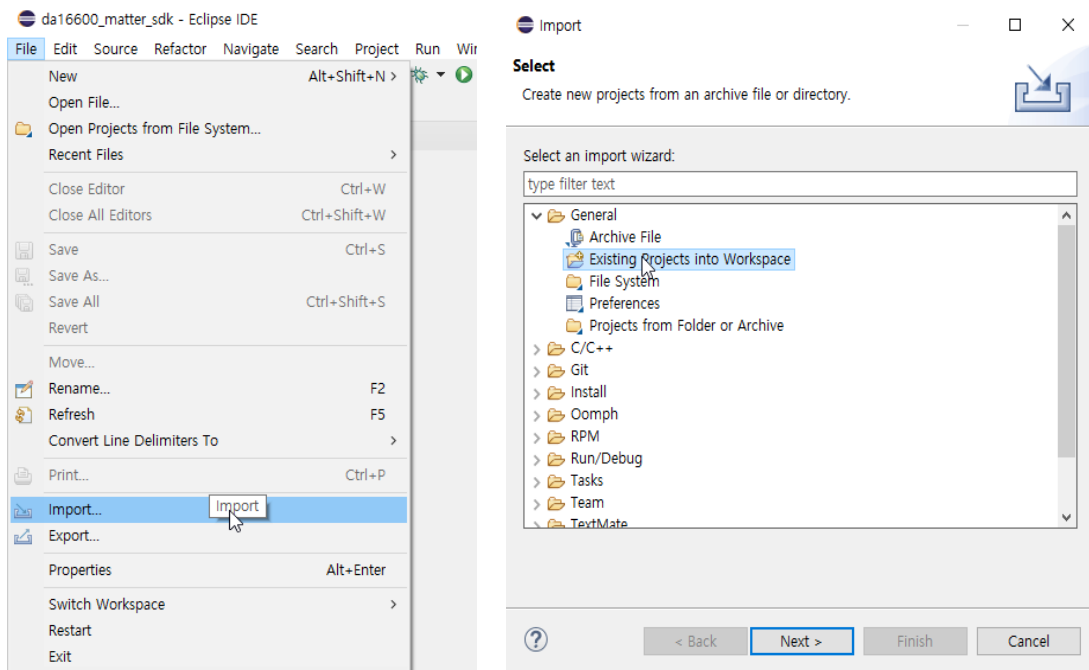 da16600_matter_sdk - Eclipse IDE
File Edit Source Refactor Navigate Search Project Run
New Alt+Shift+N >
Open File...
Open Projects from File System...
Recent Files >
Close Editor Ctrl+W
Close All Editors Ctrl+Shift+W
Save Ctrl+S
Save As...
Save All Ctrl+Shift+S
Revert
Move...
Rename... F2
Refresh F5
Convert Line Delimiters To >
Print... Ctrl+P
Import... Import
Export...
Properties Alt+Enter
Switch Workspace >
Restart
Exit
Import
Select
Create new projects from an archive file or directory.
Select an import wizard:
type filter text
General
Archive File
Existing Projects into Workspace
File System
Preferences
Projects from Folder or Archive
C/C++
Git
Install
Oomph
RPM
Run/Debug
Tasks
Team
TextMate
? < Back Next > Finish Cancel